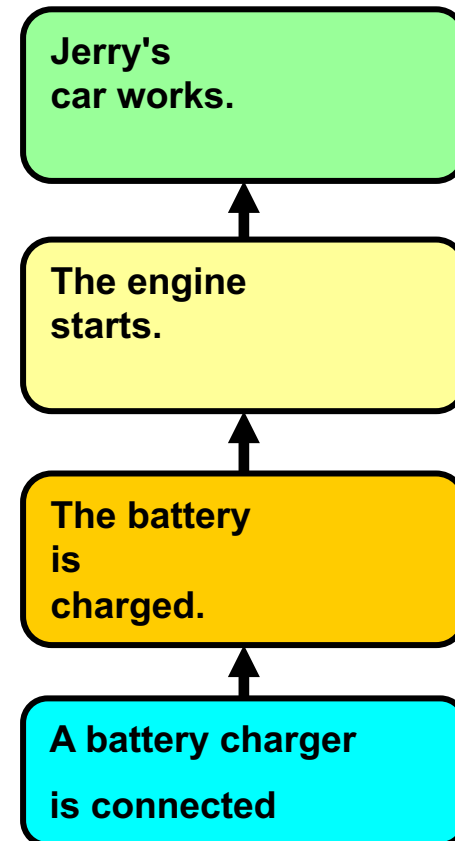 Jerry's
car works.
The engine
starts.
The battery
is
charged.
A battery charger
is connected